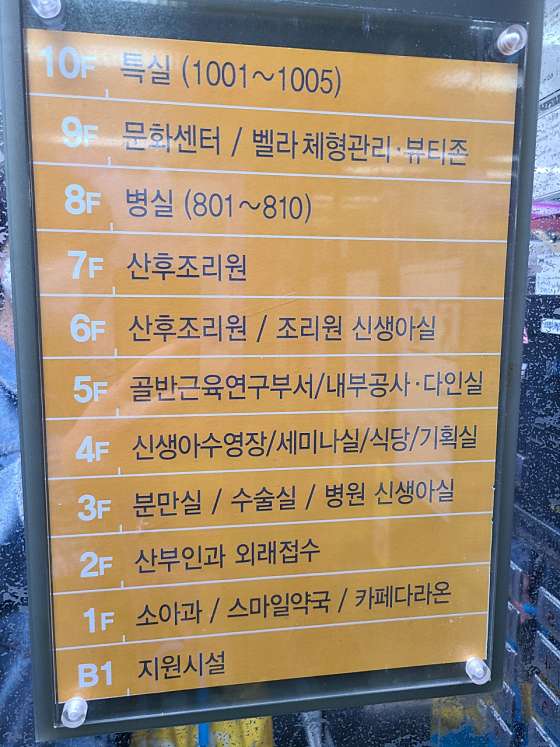 10F 특실 (1001~1005)
9F 문화센터 / 벨라 체형관리·뷰티존
8F 병실 (801~810)
7F 산후조리원
6F 산후조리원 / 조리원 신생아실
5F 골반근육연구부서/내부공사·다인실
4F 신생아수영장/세미나실/식당/기획실
3F 분만실 / 수술실 / 병원 신생아실
2F 산부인과 외래접수
1F 소아과 / 스마일약국 / 카페다라온
B1 지원시설